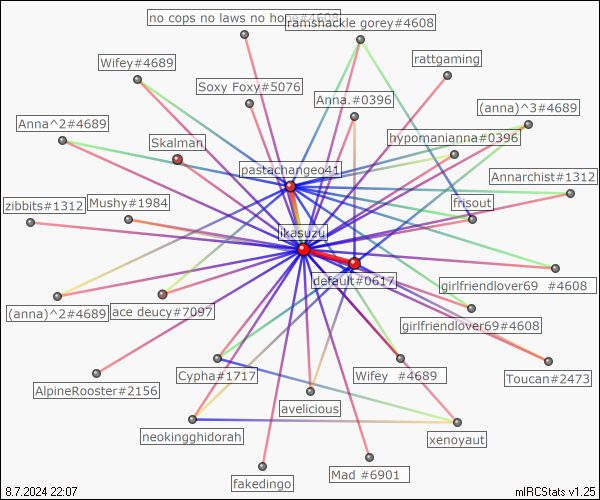 no cops no laws no hope#4608
ramshackle gorey#4608
Wifey#4689
rattgaming
Soxy Foxy#5076
Anna.#0396
(anna)^3#4689
Anna^2#4689
Skalman
hypomanianna#0396
pastachangeo41
Annarchist#1312
zibbits#1312
Mushy#1984
frisout
ikasuzu
default#0617
girlfriendlover69 #4608
(anna)^2#4689
ace deucy#7097
girlfriendlover69#4608
AlpineRooster#2156
Cypha#1717
Wifey #4689
Toucan#2473
avelicious
neokingghidorah
xenoyaut
fakedingo
Mad #6901
8.7.2024 22:07
mIRCStats v1.25